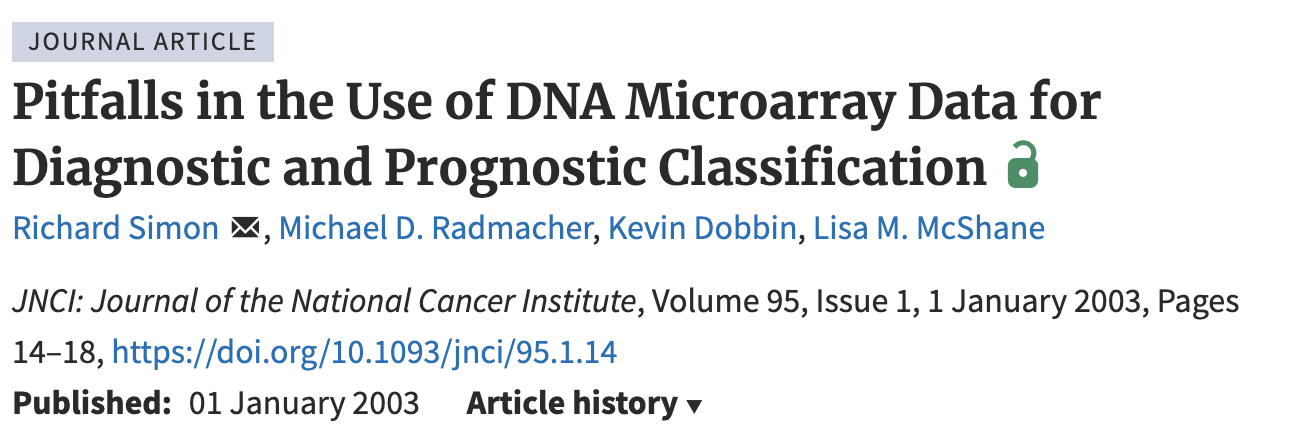 JOURNAL ARTICLE
Pitfalls in the Use of DNA Microarray Data for
Diagnostic and Prognostic Classification
Richard Simon, Michael D. Radmacher, Kevin Dobbin, Lisa M. McShane
JNCI: Journal of the National Cancer Institute, Volume 95, Issue 1, 1 January 2003, Pages
14–18, https://doi.org/10.1093/jnci/95.1.14
Published: 01 January 2003 Article history ▼